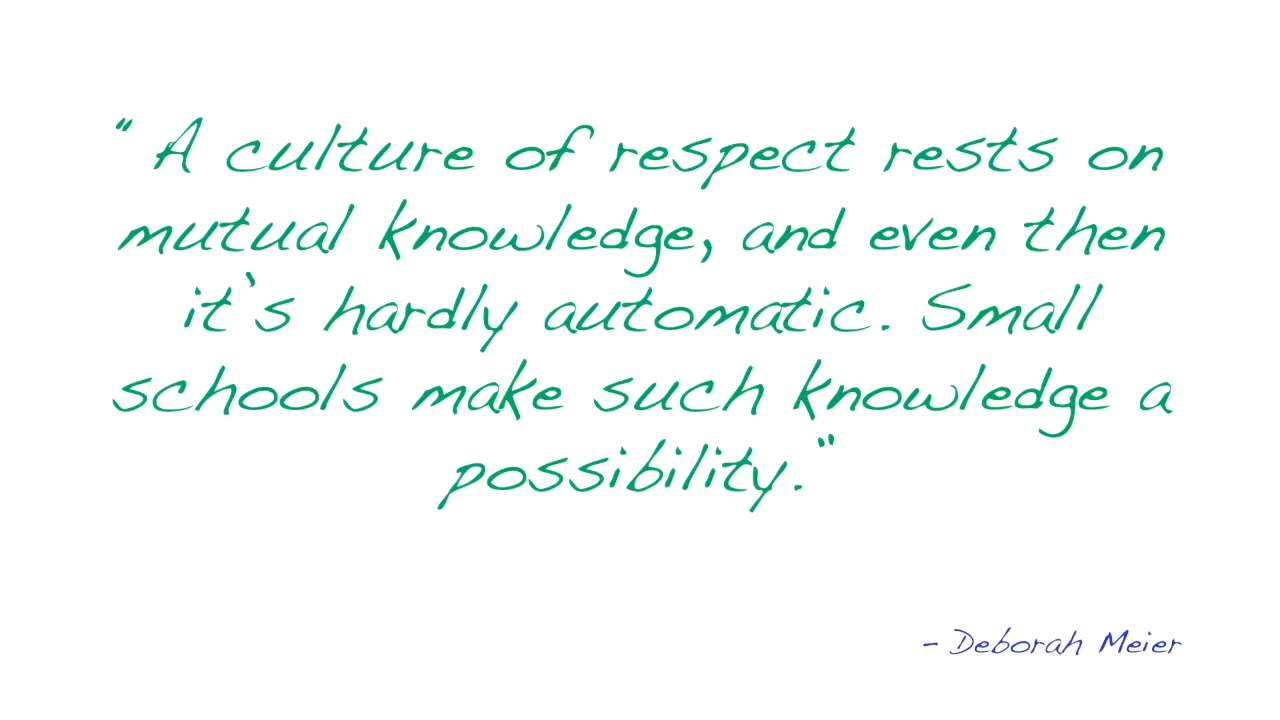 “ A culture of respect rests on
mutual knowledge, and even then
it's hardly automatic. Small
schools make such knowledge a
possibility.”
- Deborah Meier